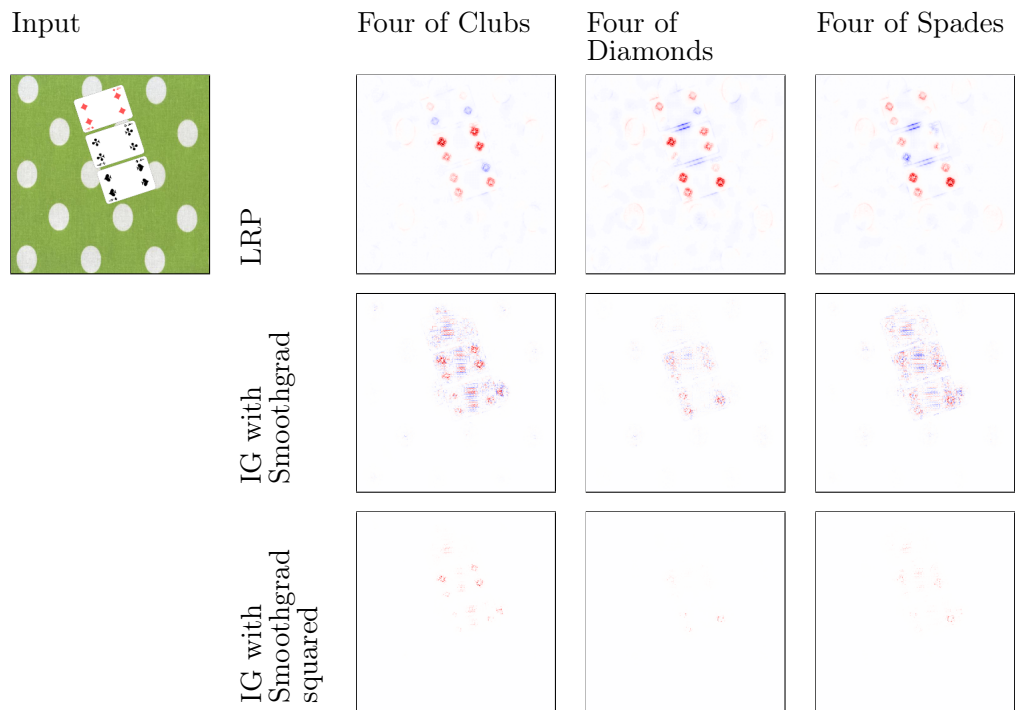 Input
Four of Clubs
Four of
Diamonds
Four of Spades
LRP
IG with
Smoothgrad
IG with
Smoothgrad
squared